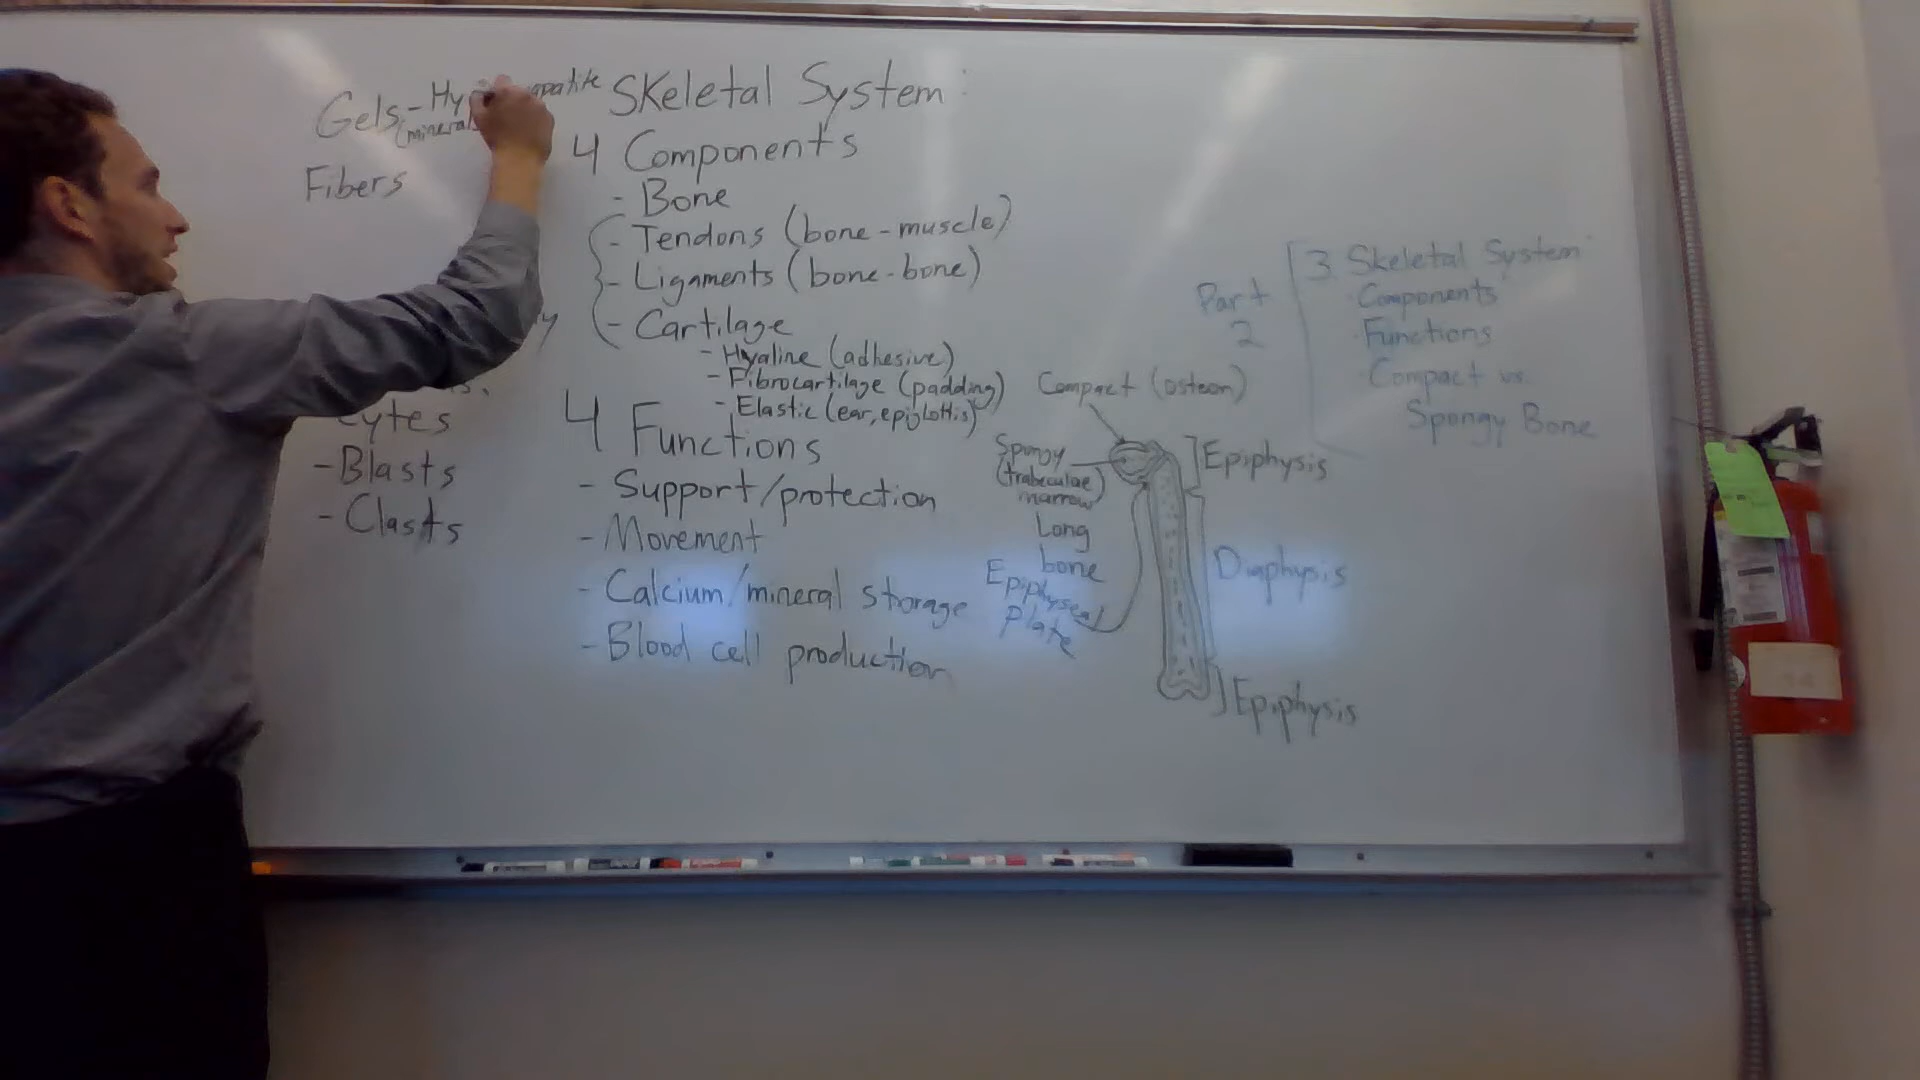 Gels - Hy apatite
(mineral
Fibers
Cytes
- Blasts
- Clasts
Skeletal System:
4 Components
- Bone
- Tendons (bone-muscle)
- Ligaments (bone-bone)
- Cartilage
- Hyaline (adhesive)
- Fibrocartilage (padding)
- Elastic (ear, epiglottis)
4 Functions
- Support/protection
- Movement
- Calcium/mineral storage
- Blood cell production
Compact (osteon)
Spongy
(trabeculae
marrow)
Long
bone
Epiphyseal
plate
Epiphysis
Diaphysis
Epiphysis
Part
2
3. Skeletal System
Components
Functions
Compact vs.
Spongy Bone